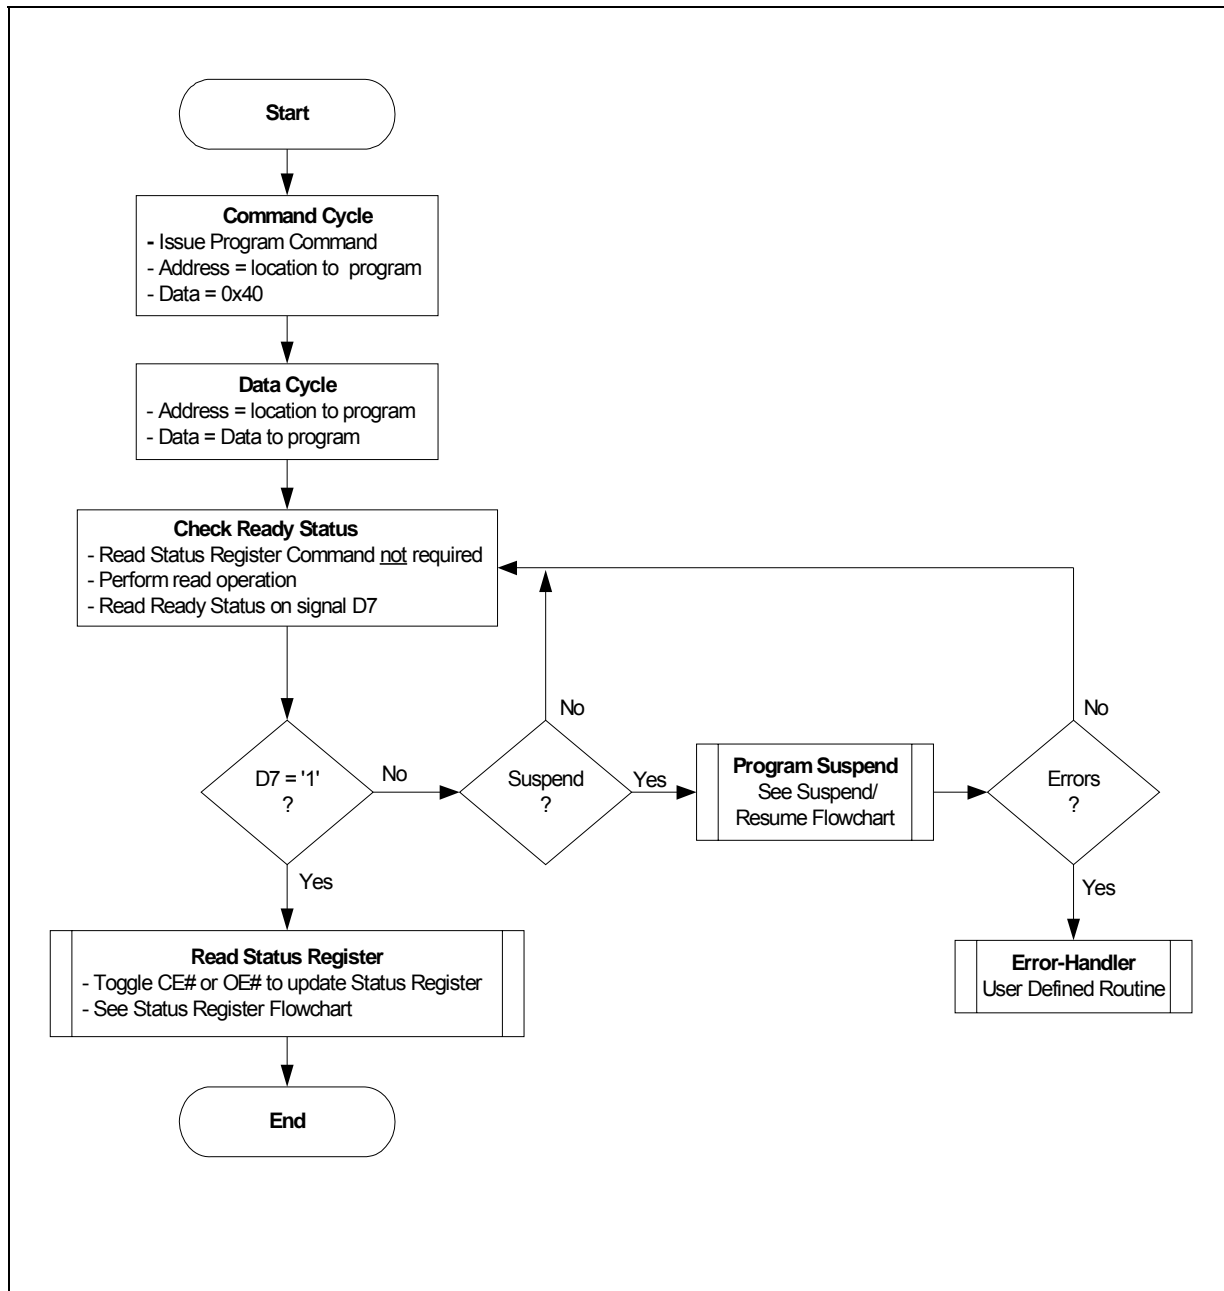 Start
Command Cycle
- Issue Program Command
- Address = location to program
- Data = 0x40
Data Cycle
- Address = location to program
- Data = Data to program
Check Ready Status
- Read Status Register Command not required
- Perform read operation
- Read Ready Status on signal D7
D7 = '1'
?
No
Yes
Suspend
?
No
Yes
Program Suspend
See Suspend/
Resume Flowchart
Errors
?
No
Yes
Error-Handler
User Defined Routine
Read Status Register
- Toggle CE# or OE# to update Status Register
- See Status Register Flowchart
End